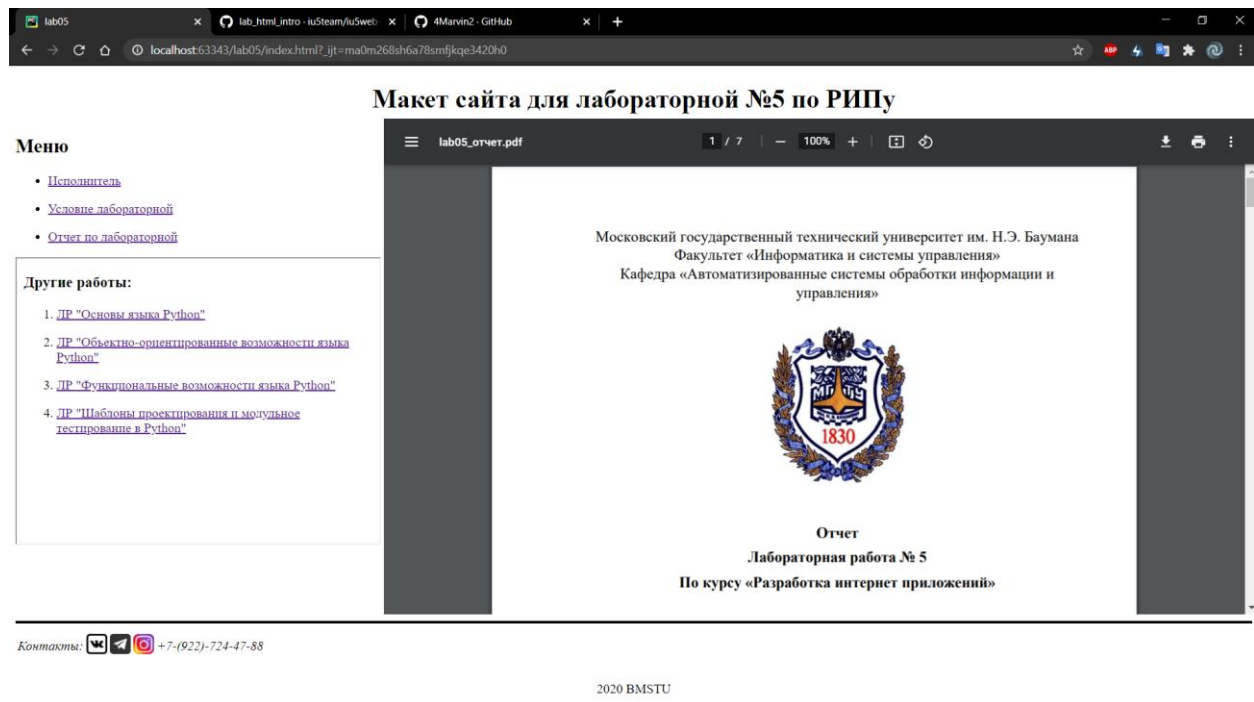 lab05
lab_html_intro · iu5team/iu5web
4Marvin2 · GitHub
localhost:63343/lab05/index.html?_ijt=ma0m268sh6a78smfjkqe3420h0
ABP
Макет сайта для лабораторной №5 по РИПу
Меню
• Исполнитель
• Условие лабораторной
• Отчет по лабораторной
Другие работы:
1. ЛР "Основы языка Python"
2. ЛР "Объектно-ориентированные возможности языка
Python"
3. ЛР "Функциональные возможности языка Python"
4. ЛР "Шаблоны проектирования и модульное
тестирование в Python"
lab05_отчет.pdf
1 / 7
100%
Московский государственный технический университет им. Н.Э. Баумана
Факультет «Информатика и системы управления»
Кафедра «Автоматизированные системы обработки информации и
управления»
МГТУ
1830
Отчет
Лабораторная работа № 5
По курсу «Разработка интернет приложений»
Контакты: +7-(922)-724-47-88
2020 BMSTU